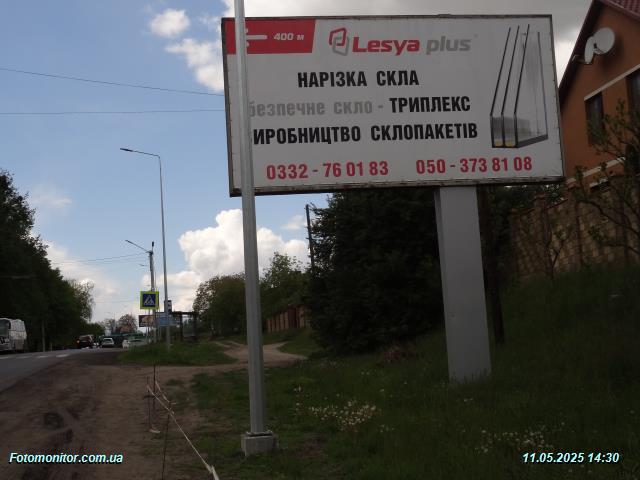 400 м
Lesya plus
НАРІЗКА СКЛА
безпечне скло - ТРИПЛЕКС
ИРОБНИЦТВО СКЛОПАКЕТІВ
0332 - 76 01 83 050 - 373 81 08
Fotomonitor.com.ua
11.05.2025 14:30